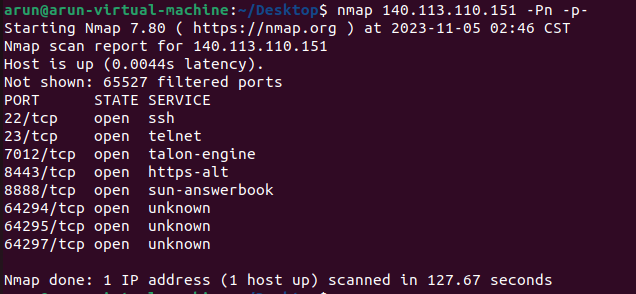 arun@arun-virtual-machine:~/Desktop$ nmap 140.113.110.151 -Pn -p-
Starting Nmap 7.80 ( https://nmap.org ) at 2023-11-05 02:46 CST
Nmap scan report for 140.113.110.151
Host is up (0.0044s latency).
Not shown: 65527 filtered ports
PORT      STATE SERVICE
22/tcp    open  ssh
23/tcp    open  telnet
7012/tcp  open  talon-engine
8443/tcp  open  https-alt
8888/tcp  open  sun-answerbook
64294/tcp open  unknown
64295/tcp open  unknown
64297/tcp open  unknown

Nmap done: 1 IP address (1 host up) scanned in 127.67 seconds